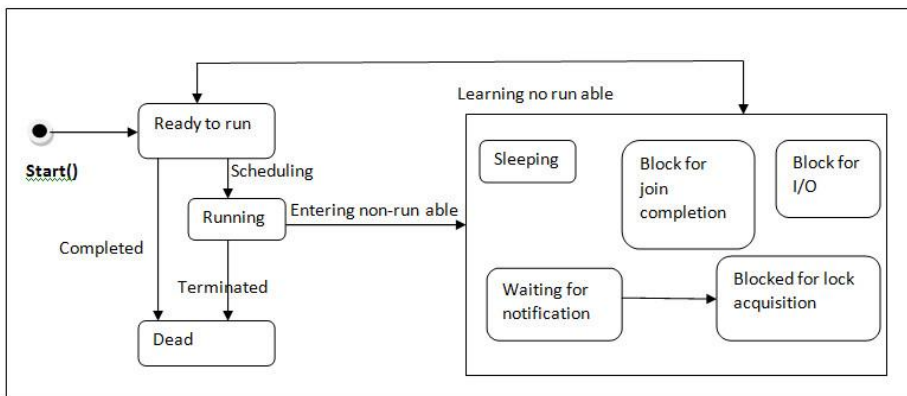 Learning no run able
Ready to run
Start()
Scheduling
Sleeping
Block for
join
completion
Block for
I/O
Running
Entering non-run able
Completed
Terminated
Waiting for
notification
Blocked for lock
acquisition
Dead